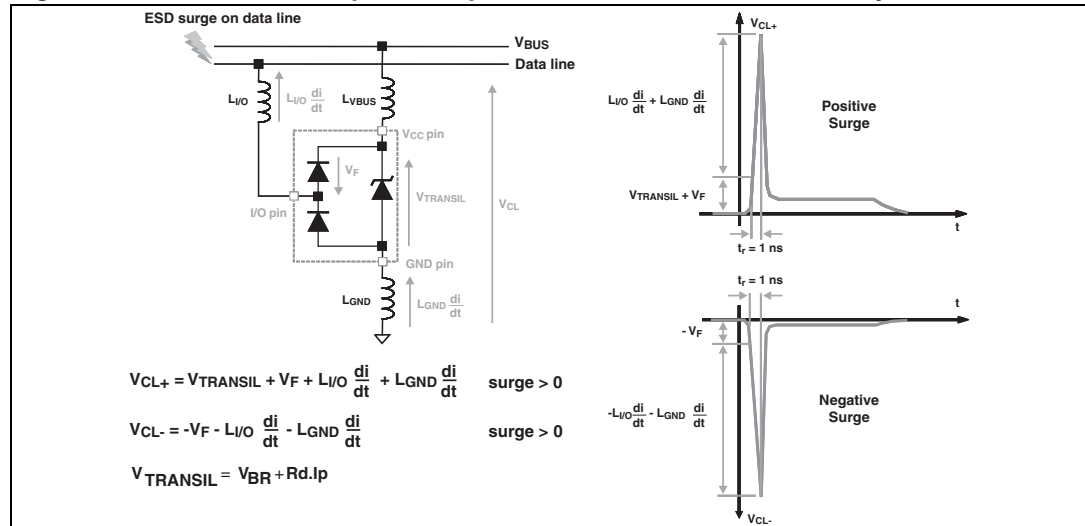 ESD surge on data line
VBUS
Data line
LI/O
LI/O di/dt
LVBUS
VCC pin
VF
VTRANSIL
VCL
I/O pin
GND pin
LGND
LGND di/dt
VCL+ = VTRANSIL + VF + LI/O di/dt + LGND di/dt surge > 0
VCL- = -VF - LI/O di/dt - LGND di/dt surge > 0
VTRANSIL = VBR + Rd.Ip
VCL+
LI/O di/dt + LGND di/dt
Positive
Surge
VTRANSIL + VF
t
tr = 1 ns
tr = 1 ns
t
- VF
-LI/O di/dt - LGND di/dt
Negative
Surge
VCL-